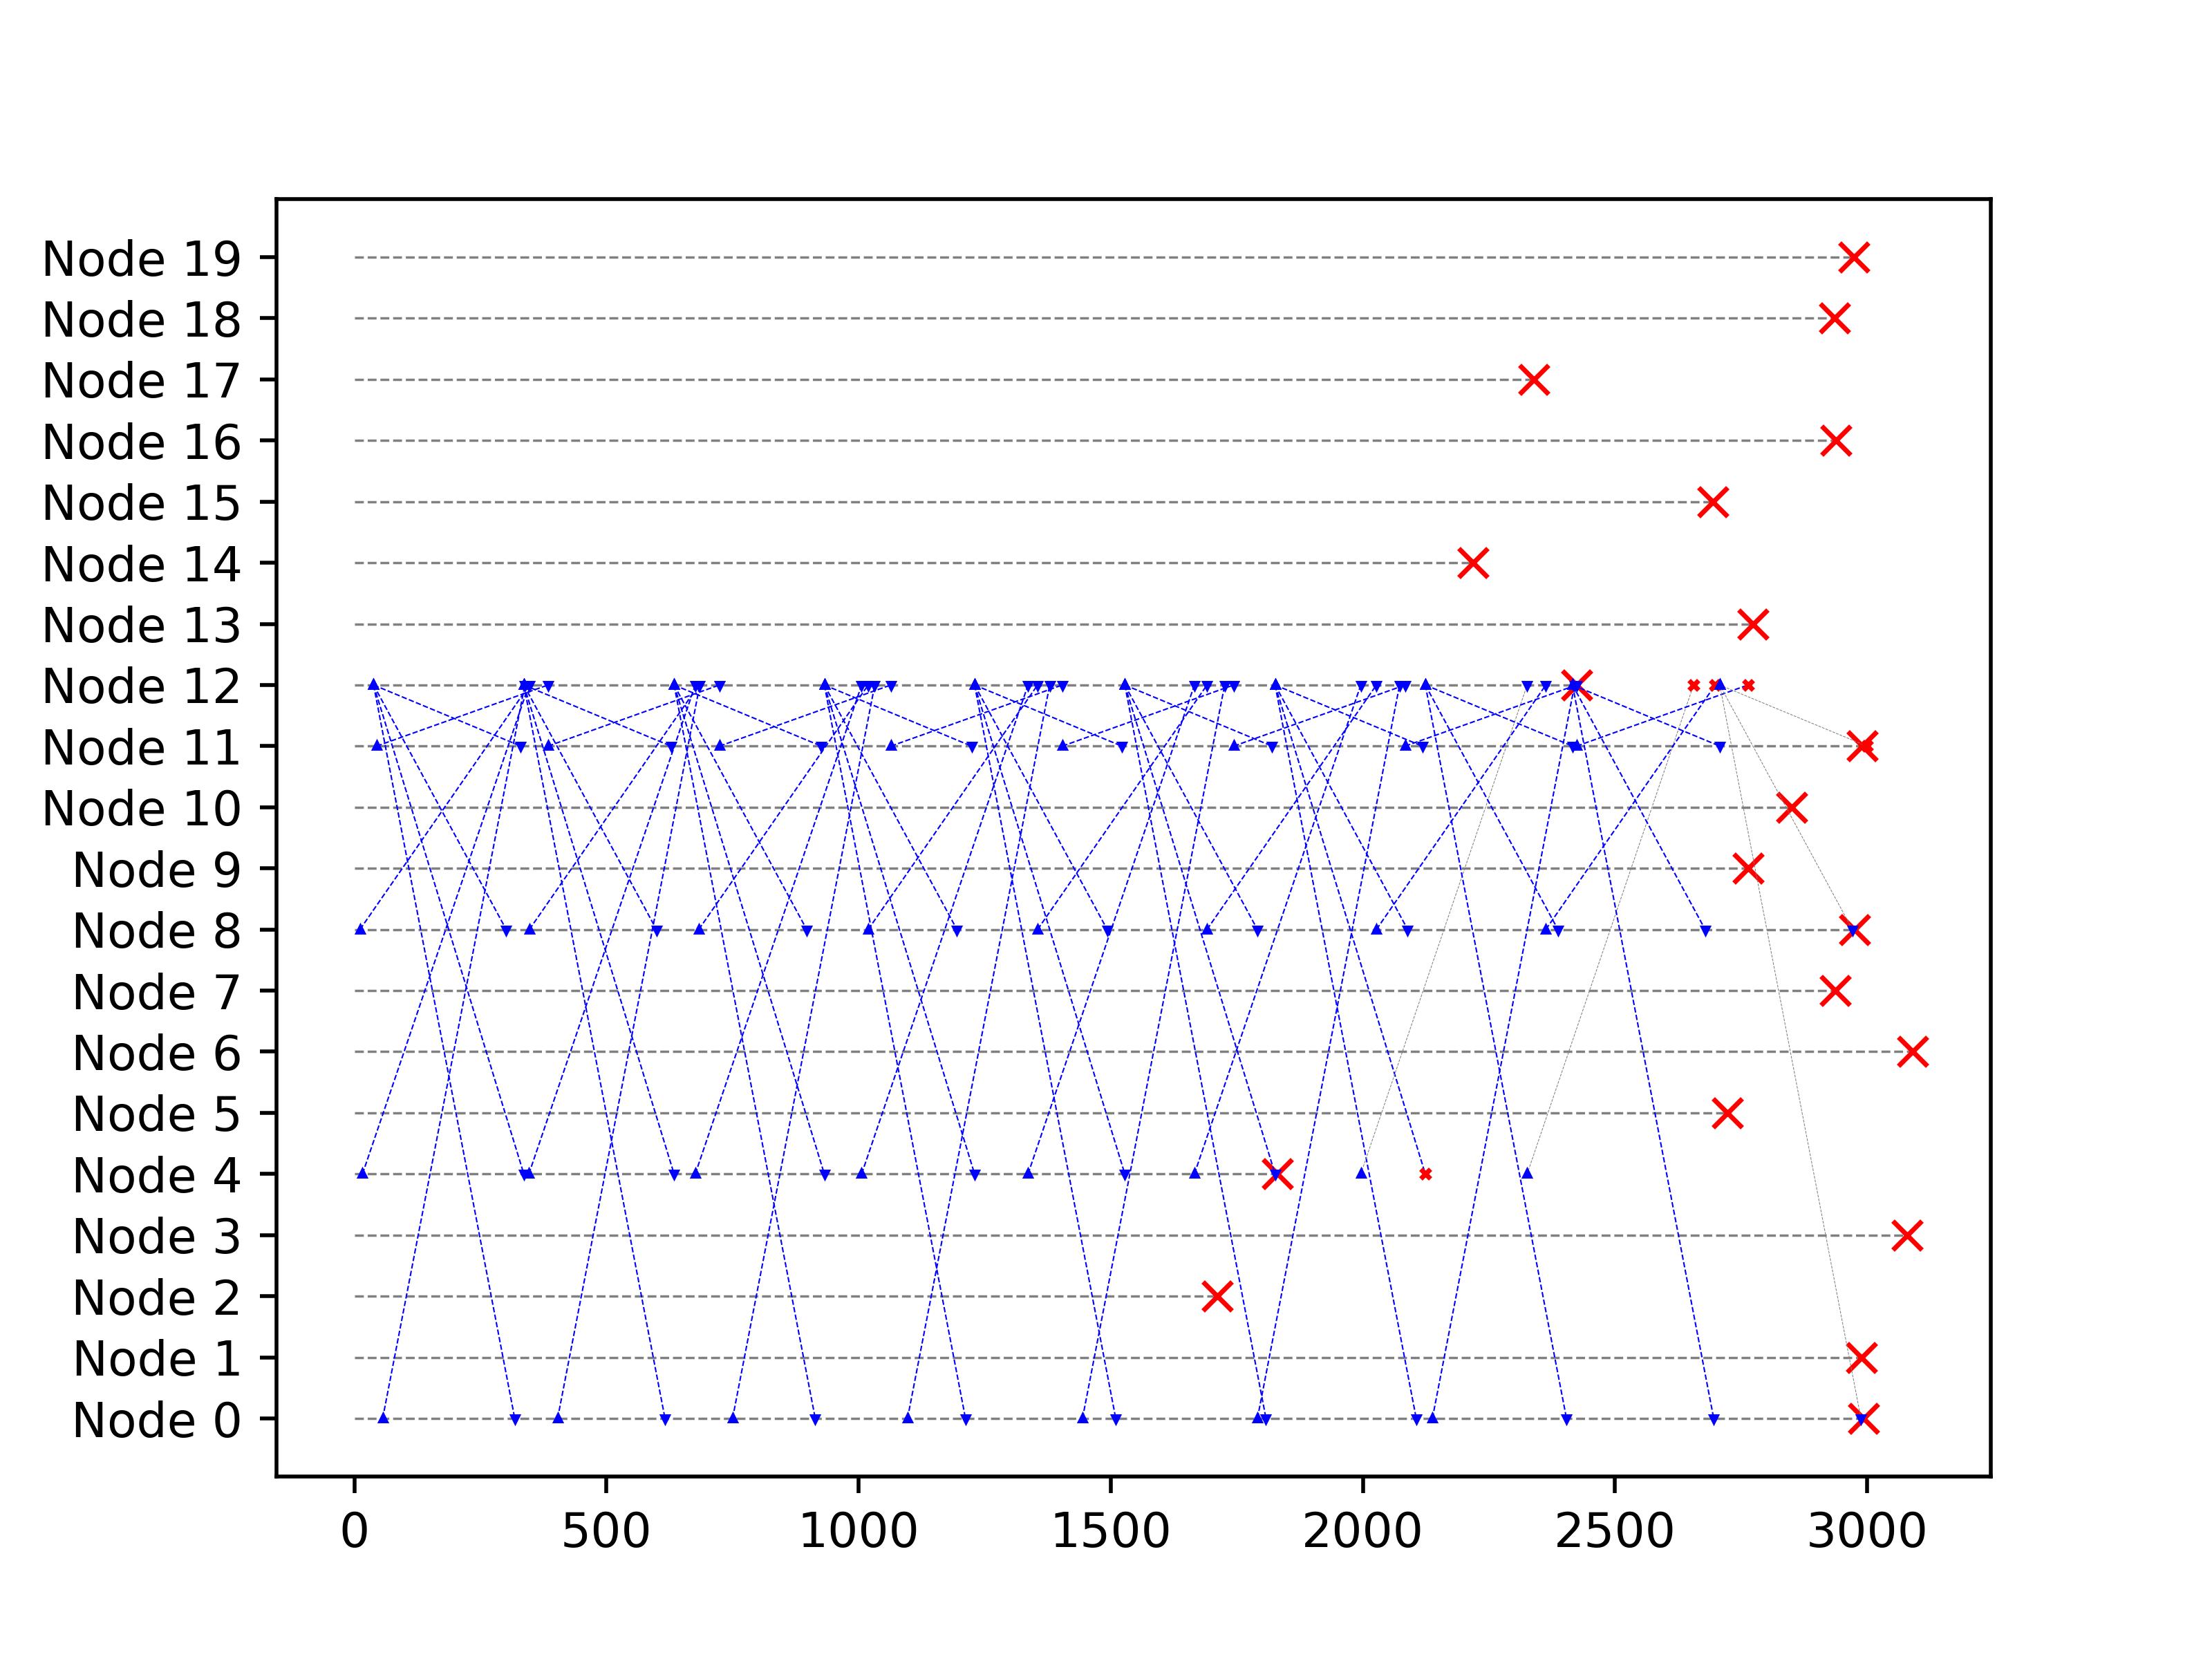 Node 19
Node 18
Node 17
Node 16
Node 15
Node 14
Node 13
Node 12
Node 11
Node 10
Node 9
Node 8
Node 7
Node 6
Node 5
Node 4
Node 3
Node 2
Node 1
Node 0
0 500 1000 1500 2000 2500 3000